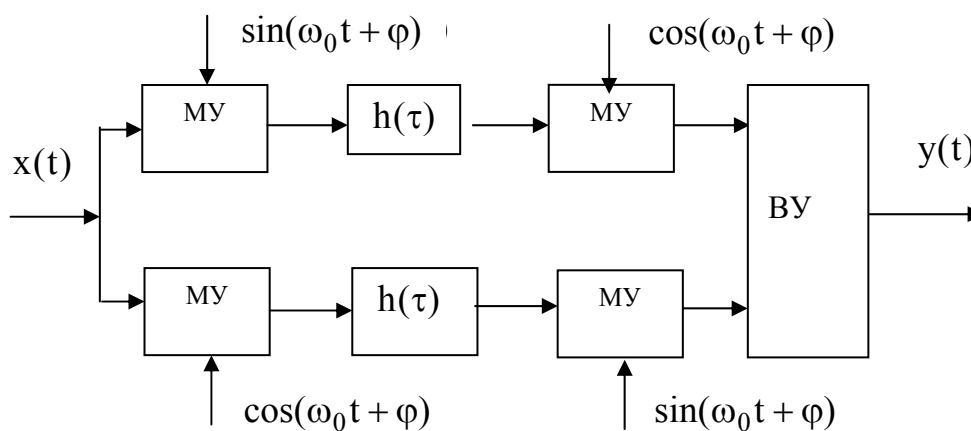 sin(ω₀t + φ) (
cos(ω₀t + φ)
МУ
h(τ)
МУ
x(t)
y(t)
ВУ
МУ
h(τ)
МУ
cos(ω₀t + φ)
sin(ω₀t + φ)